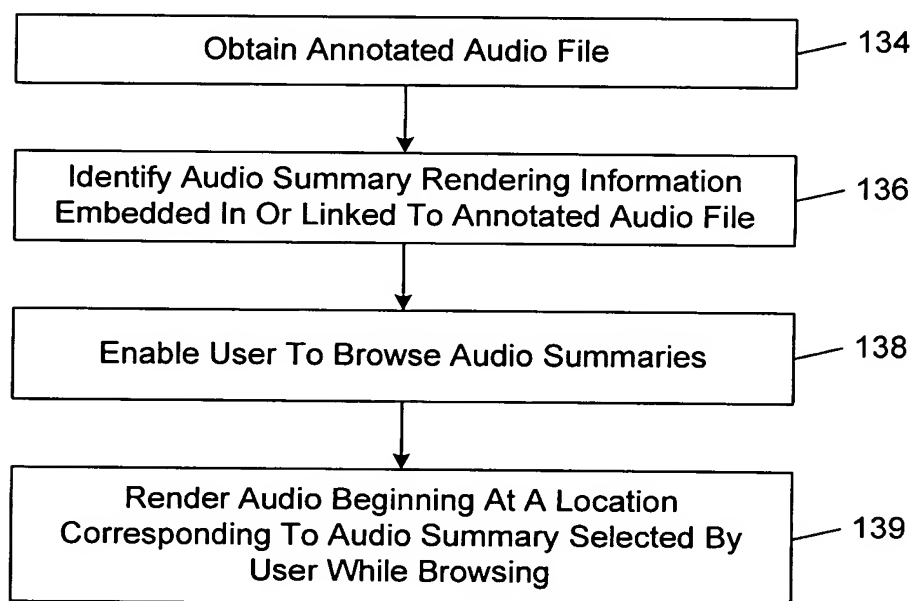 Obtain Annotated Audio File
134
Identify Audio Summary Rendering Information
Embedded In Or Linked To Annotated Audio File
136
Enable User To Browse Audio Summaries
138
Render Audio Beginning At A Location
Corresponding To Audio Summary Selected By
User While Browsing
139